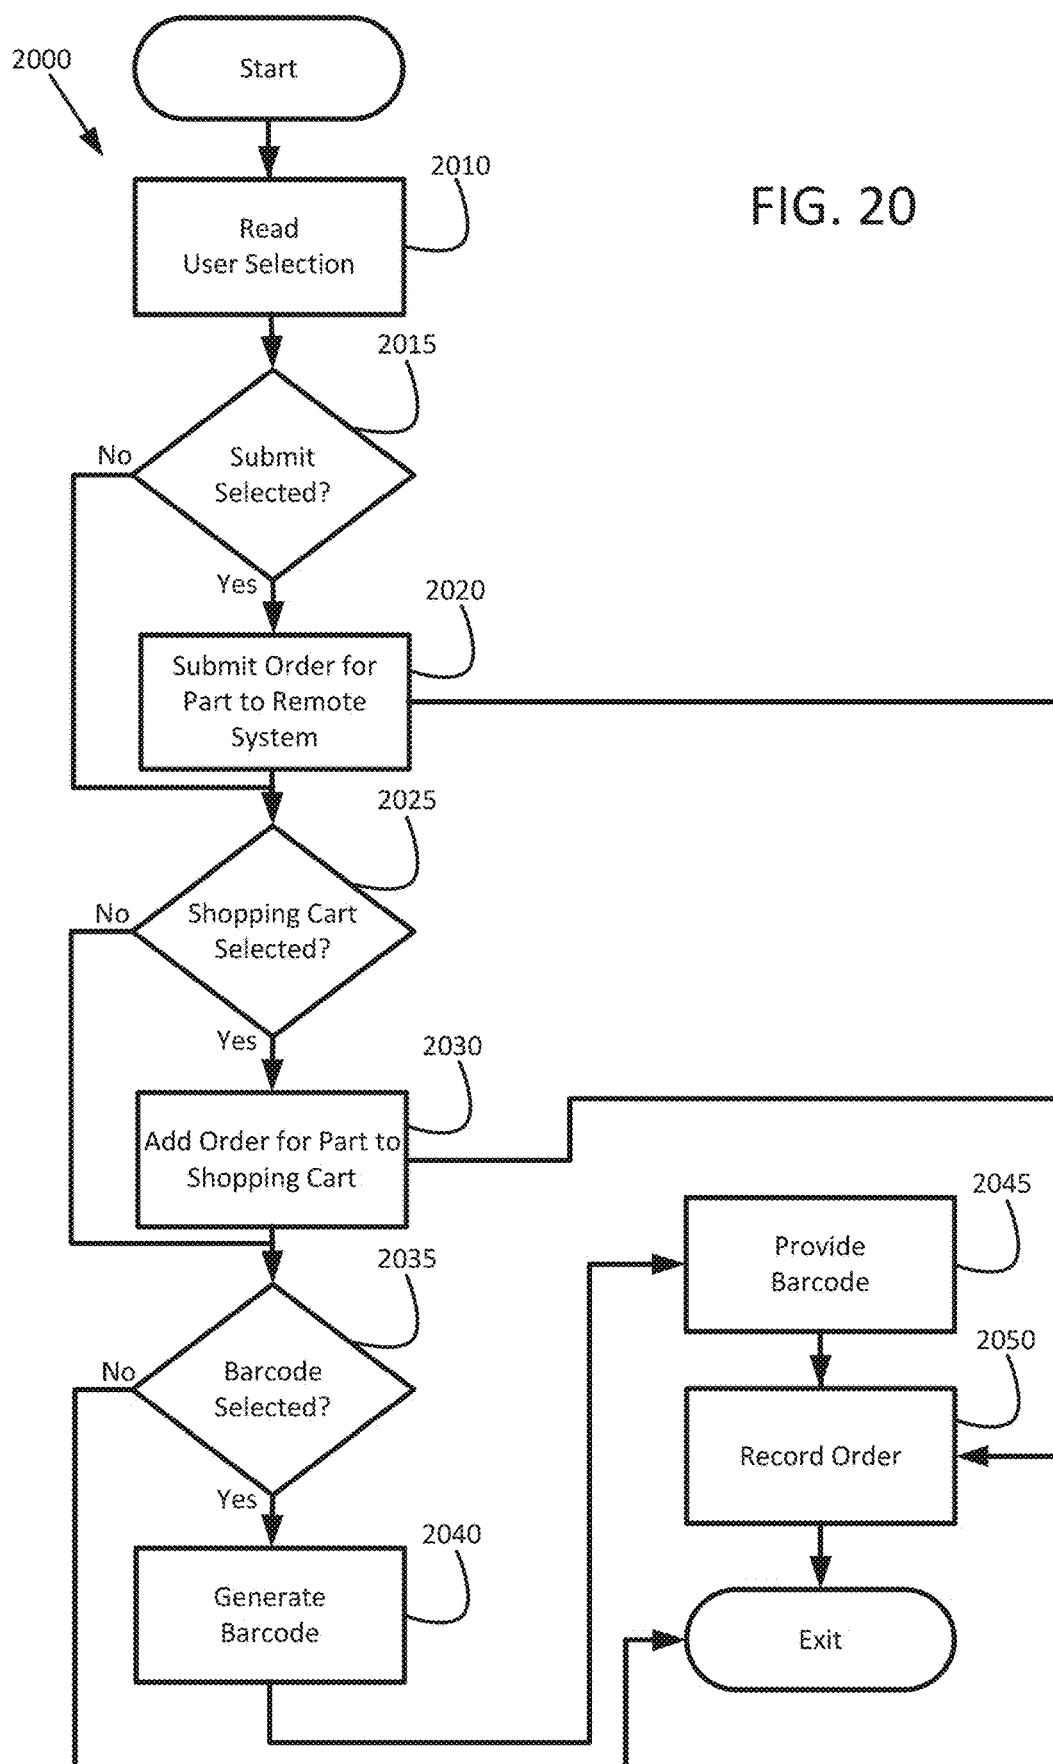 2000
Start
2010
FIG. 20
Read
User Selection
2015
No
Submit
Selected?
Yes
2020
Submit Order for
Part to Remote
System
2025
No
Shopping Cart
Selected?
Yes
2030
Add Order for Part to
Shopping Cart
2035
No
Barcode
Selected?
Yes
2040
Generate
Barcode
2045
Provide
Barcode
2050
Record Order
Exit